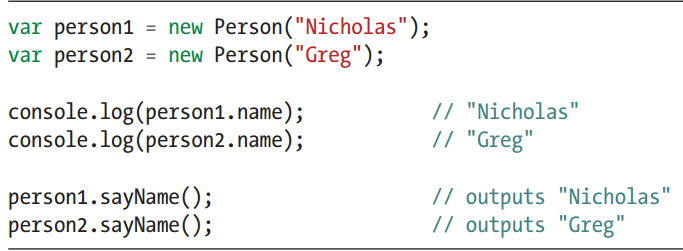 var person1 = new Person("Nicholas");
var person2 = new Person("Greg");
console.log(person1.name); // "Nicholas"
console.log(person2.name); // "Greg"
person1.sayName(); // outputs "Nicholas"
person2.sayName(); // outputs "Greg"